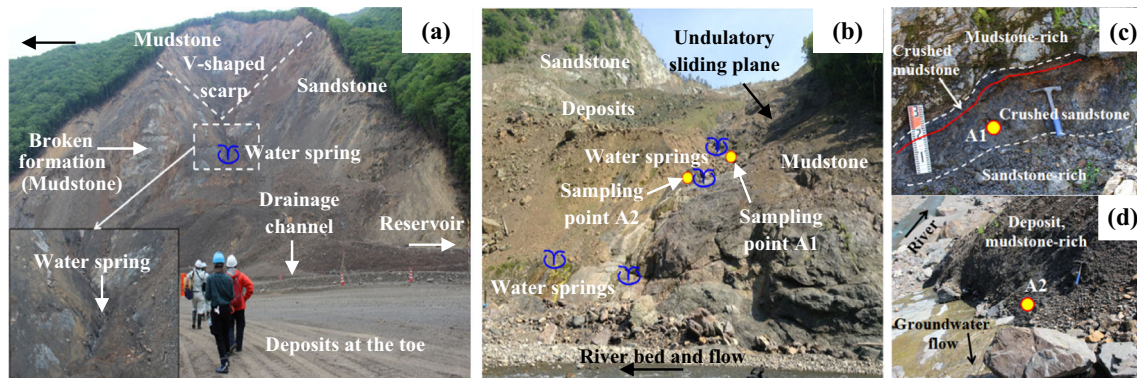 (a)
Mudstone
V-shaped
scarp
Sandstone
Broken
formation
(Mudstone)
Water spring
Drainage
channel
Reservoir
Water spring
Deposits at the toe
(b)
Undulatory
sliding plane
Sandstone
Deposits
Water springs
Mudstone
Sampling
point A2
Sampling
point A1
Water springs
River bed and flow
(c)
Mudstone-rich
Crushed
mudstone
Crushed sandstone
A1
Sandstone-rich
(d)
River
Deposit,
mudstone-rich
A2
Groundwater
flow